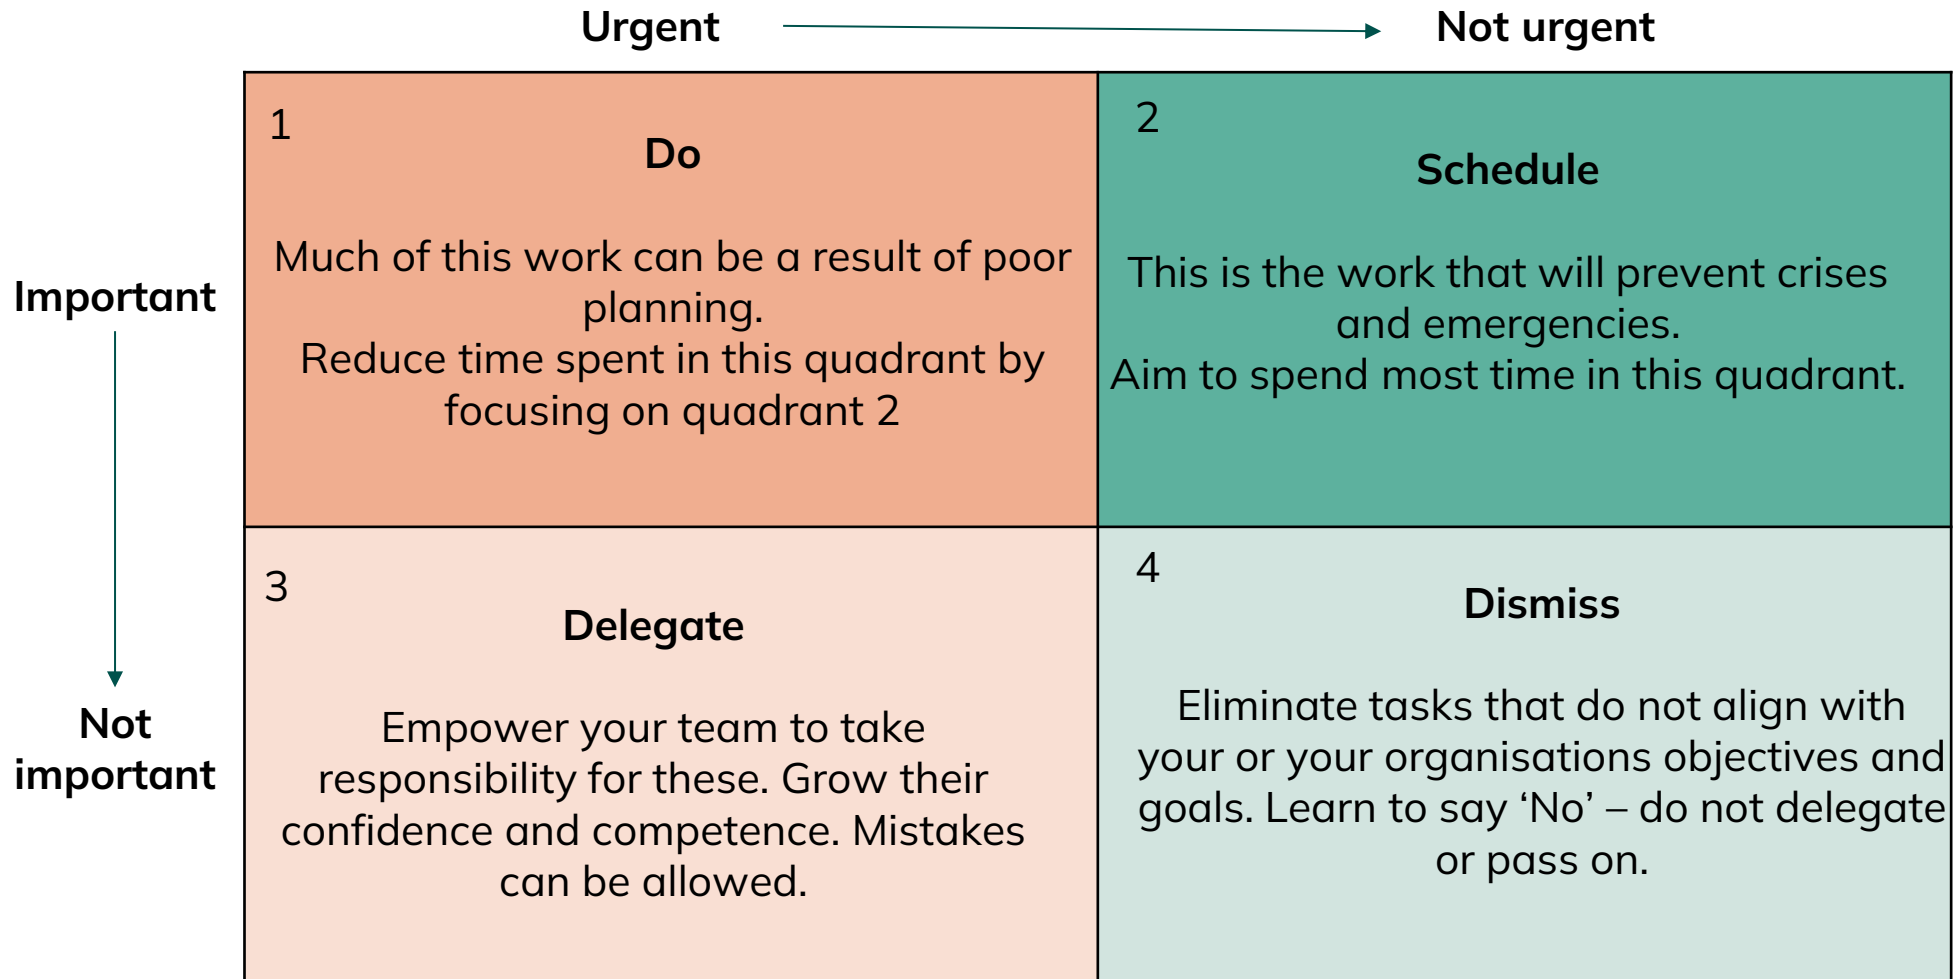 Urgent
Not urgent
Important
Not
important
1
Do
Much of this work can be a result of poor
planning.
Reduce time spent in this quadrant by
focusing on quadrant 2
2
Schedule
This is the work that will prevent crises
and emergencies.
Aim to spend most time in this quadrant.
3
Delegate
Empower your team to take
responsibility for these. Grow their
confidence and competence. Mistakes
can be allowed.
4
Dismiss
Eliminate tasks that do not align with
your or your organisations objectives and
goals. Learn to say ‘No’ – do not delegate
or pass on.